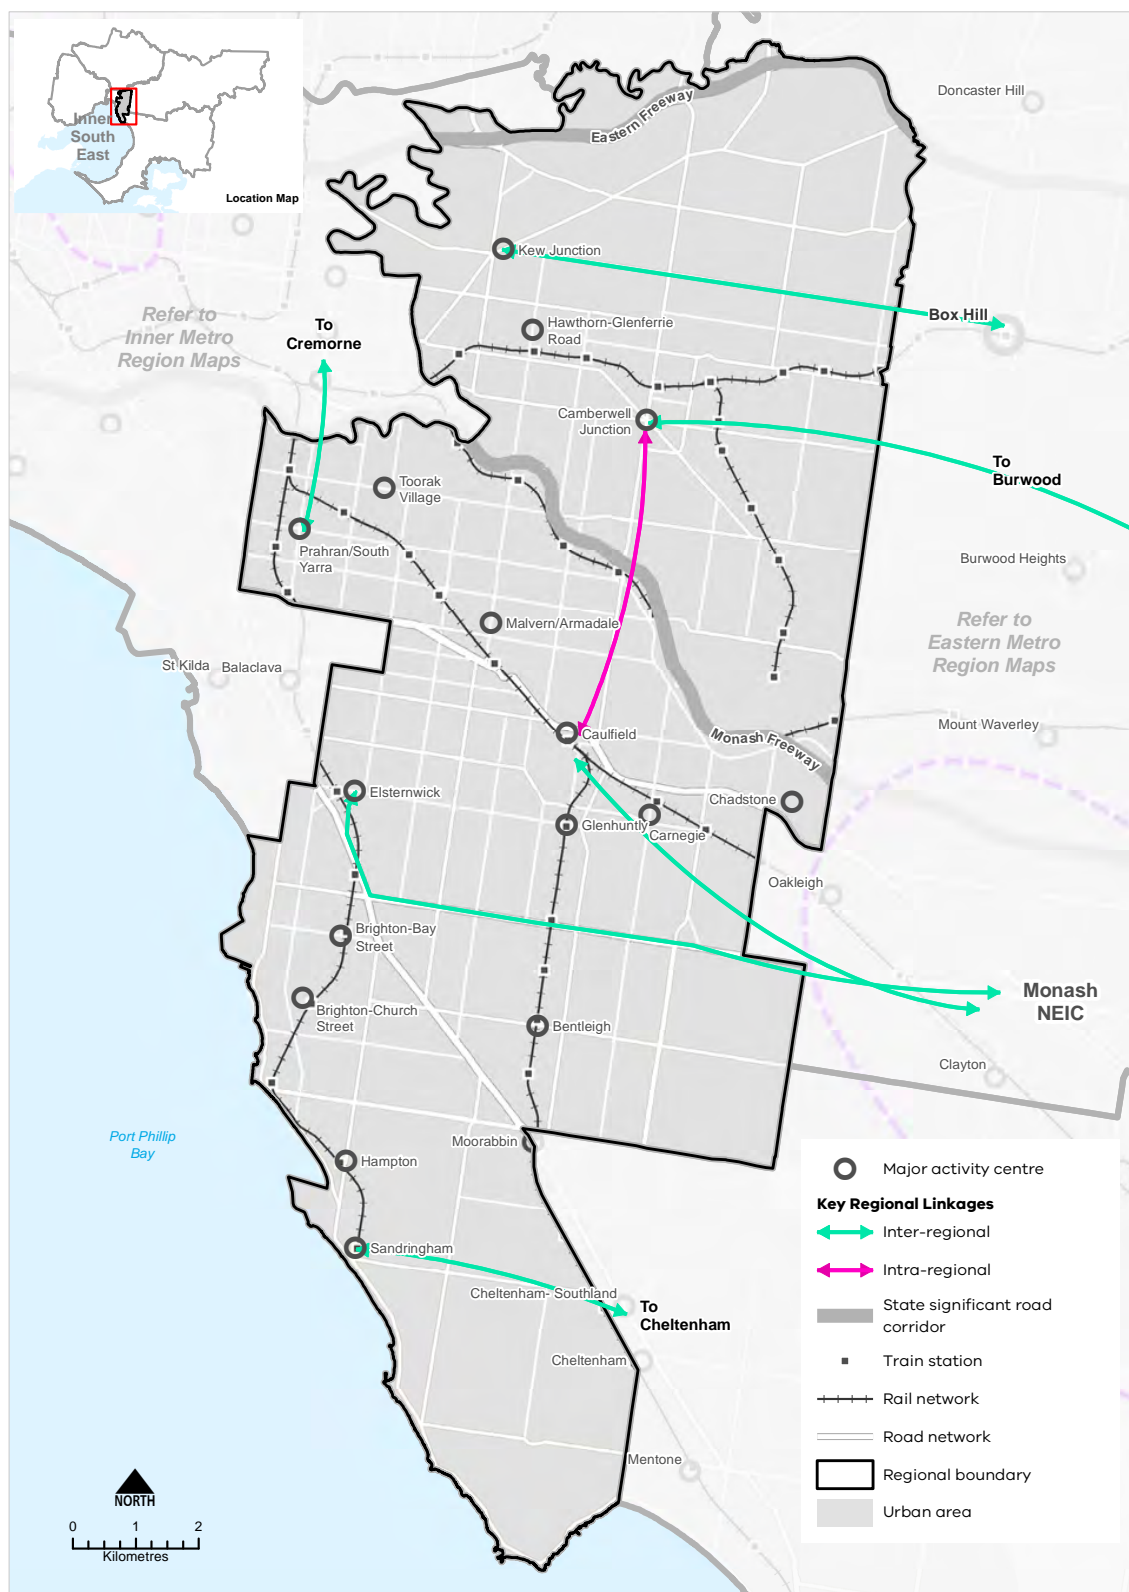 Inner
South
East
Location Map
Eastern Freeway
Doncaster Hill
Kew Junction
Box Hill
Refer to
Inner Metro
Region Maps
To
Cremorne
Hawthorn-Glenferrie
Road
Camberwell
Junction
To
Burwood
Toorak
Village
Prahran/South
Yarra
Burwood Heights
Malvern/Armadale
Refer to
Eastern Metro
Region Maps
St Kilda
Balaclava
Caulfield
Monash Freeway
Mount Waverley
Elsternwick
Chadstone
Glenhuntly
Carnegie
Oakleigh
Brighton-Bay
Street
Brighton-Church
Street
Monash
NEIC
Bentleigh
Clayton
Port Phillip
Bay
Moorabbin
Hampton
Sandringham
Cheltenham- Southland
To
Cheltenham
Cheltenham
Mentone
Major activity centre
Key Regional Linkages
Inter-regional
Intra-regional
State significant road
corridor
Train station
Rail network
Road network
Regional boundary
Urban area
NORTH
0 1 2
Kilometres